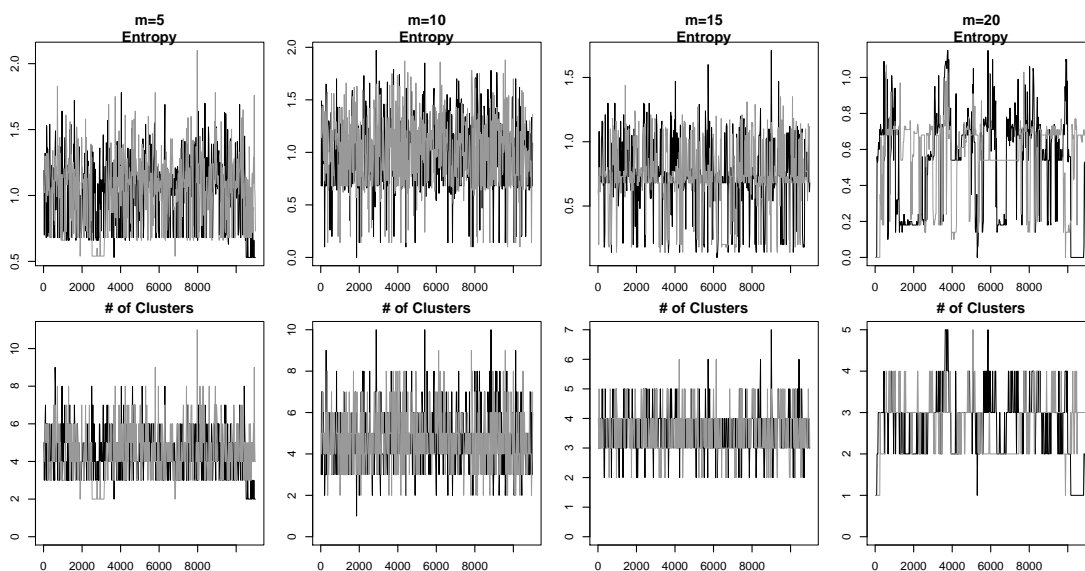 m=5
Entropy
0.5 1.0 1.5 2.0
0 2000 4000 6000 8000
m=10
Entropy
0.0 0.5 1.0 1.5 2.0
0 2000 4000 6000 8000
m=15
Entropy
0.5 1.0 1.5
0 2000 4000 6000 8000
m=20
Entropy
0.0 0.2 0.4 0.6 0.8 1.0
0 2000 4000 6000 8000
# of Clusters
0 2 4 6 8 10
0 2000 4000 6000 8000
# of Clusters
0 2 4 6 8 10
0 2000 4000 6000 8000
# of Clusters
0 1 2 3 4 5 6 7
0 2000 4000 6000 8000
# of Clusters
0 1 2 3 4 5
0 2000 4000 6000 8000